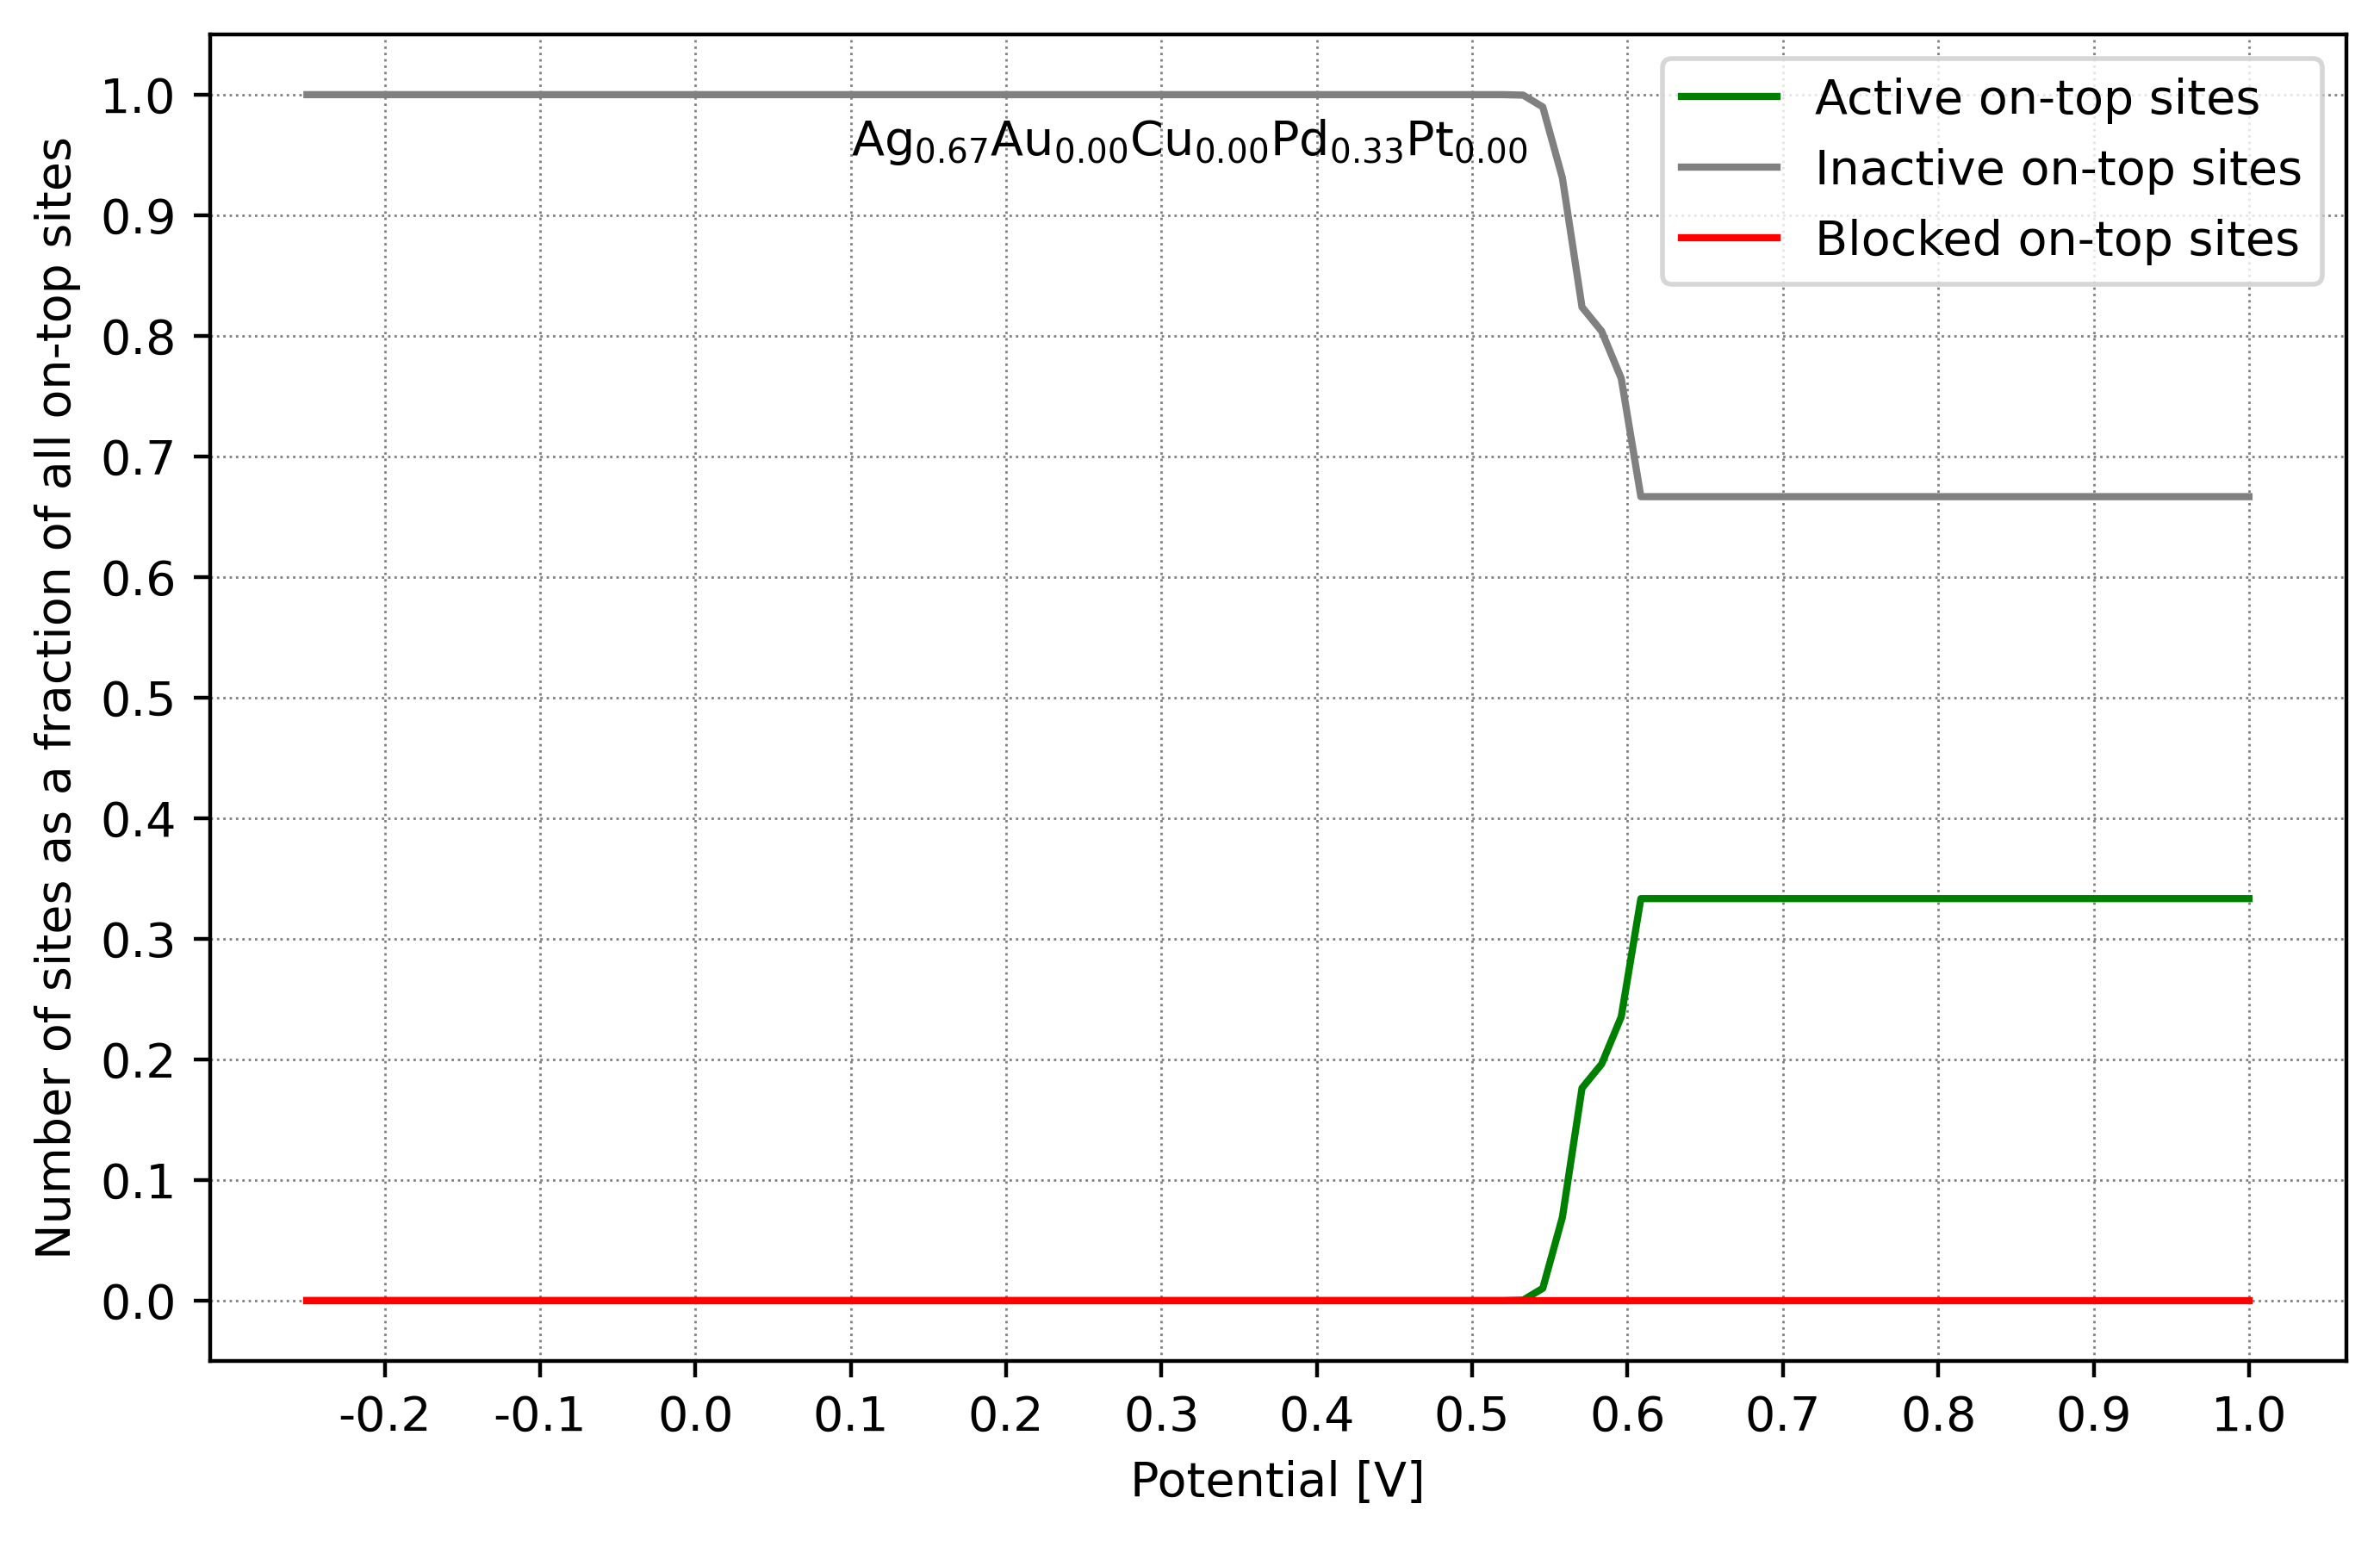 Number of sites as a fraction of all on-top sites
1.0
0.9
0.8
0.7
0.6
0.5
0.4
0.3
0.2
0.1
0.0
Ag0.67Au0.00Cu0.00Pd0.33Pt0.00
Active on-top sites
Inactive on-top sites
Blocked on-top sites
-0.2 -0.1 0.0 0.1 0.2 0.3 0.4 0.5 0.6 0.7 0.8 0.9 1.0
Potential [V]